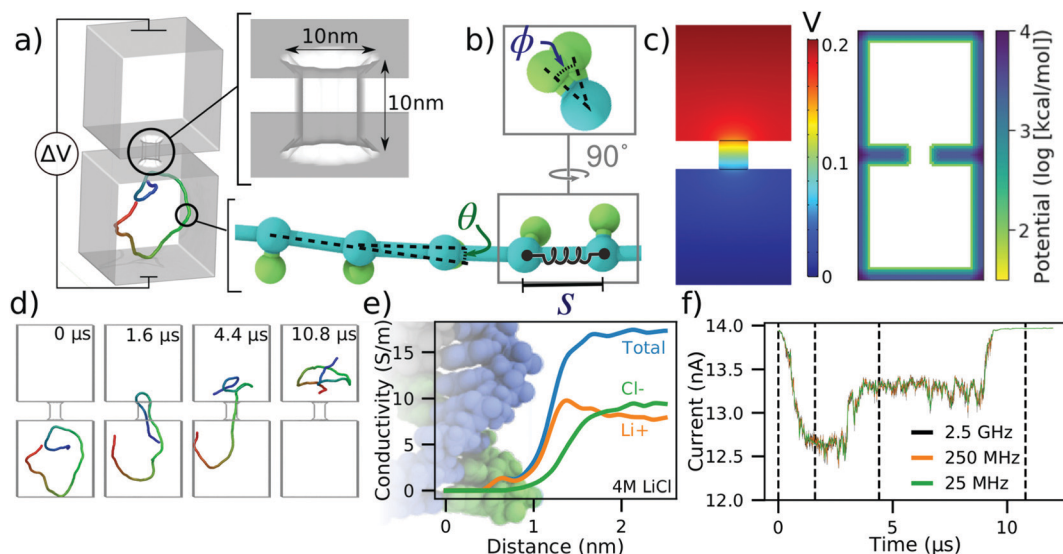 a)
ΔV
10nm
10nm
b)
ϕ
90°
θ
S
c)
V
0.2
0.1
0
4
3
2
Potential (log [kcal/mol])
d)
0 μs
1.6 μs
4.4 μs
10.8 μs
e)
Conductivity (S/m)
15
10
5
0
Total
Cl-
Li+
4M LiCl
0
1
2
Distance (nm)
f)
Current (nA)
14.0
13.5
13.0
12.5
12.0
2.5 GHz
250 MHz
25 MHz
0
5
10
Time (μs)